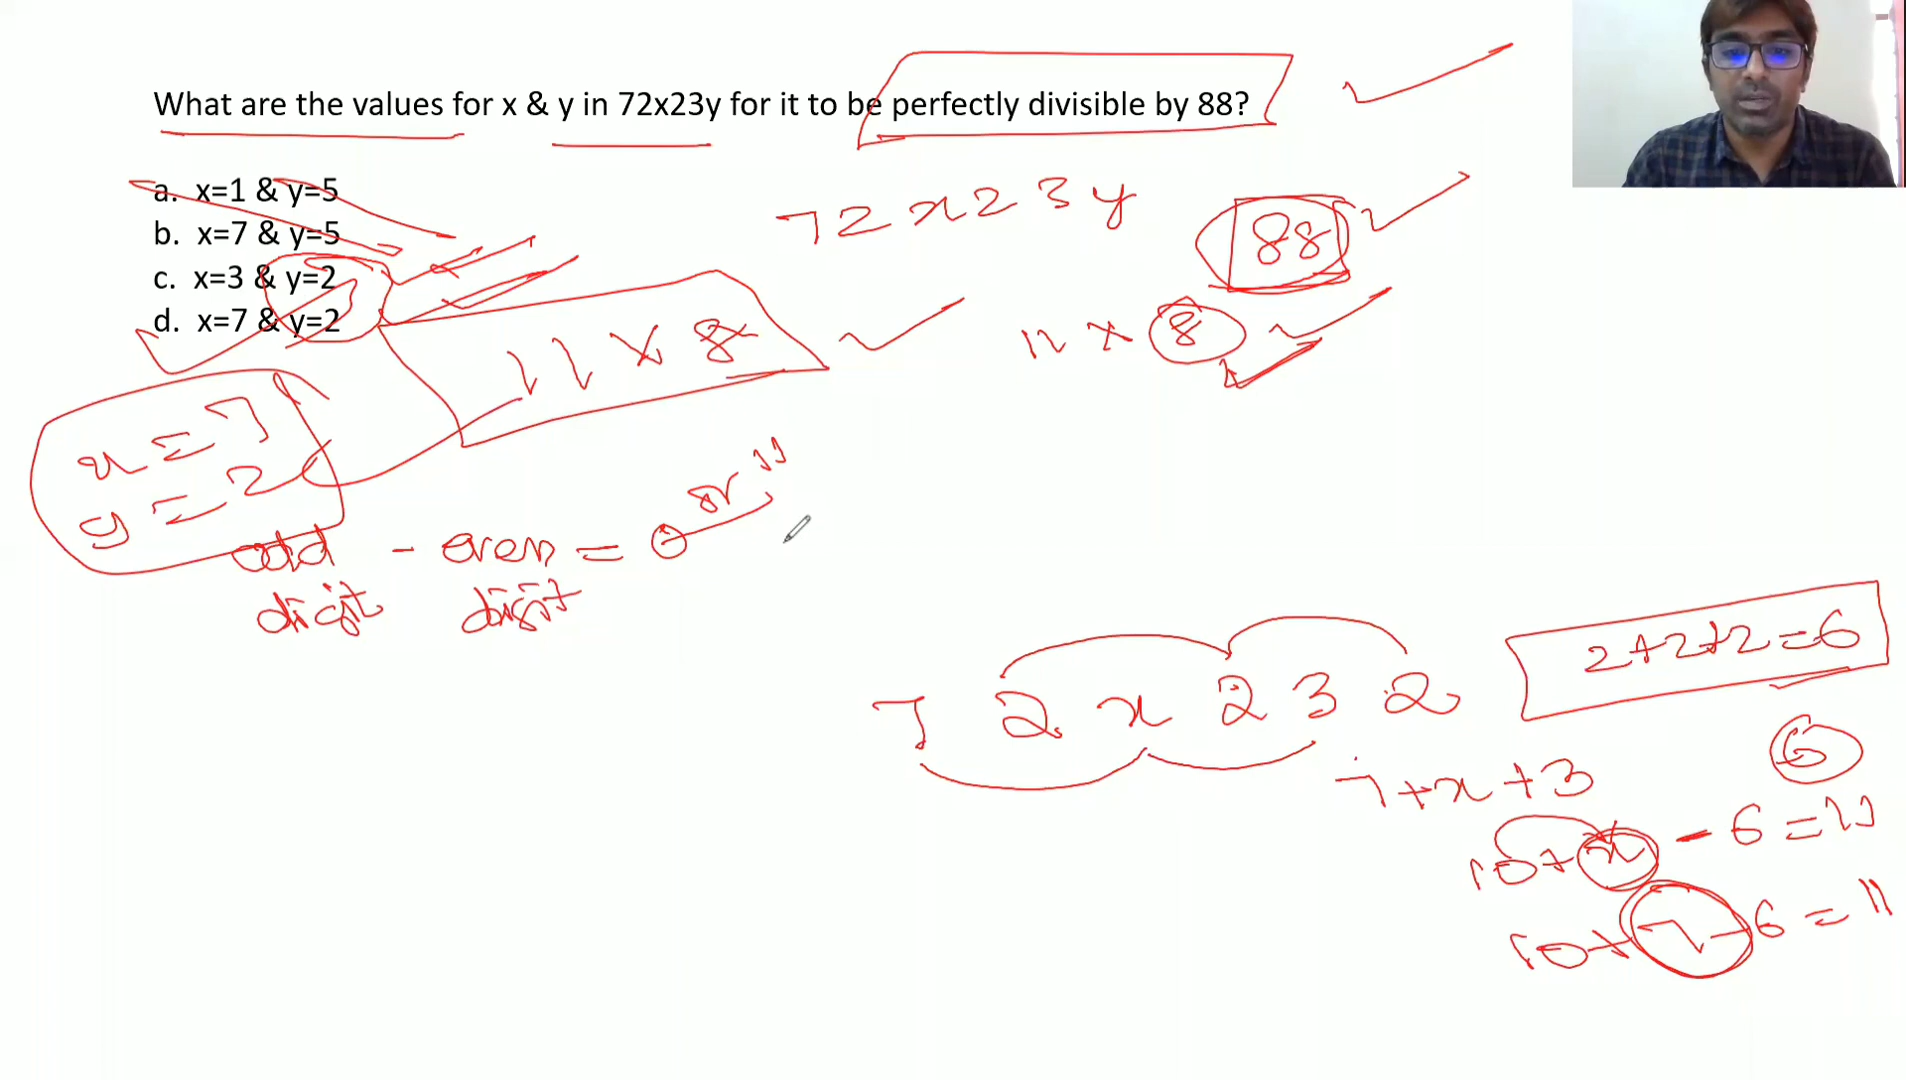 What are the values for x & y in 72x23y for it to be perfectly divisible by 88?
a. x=1 & y=5
b. x=7 & y=5
c. x=3 & y=2
d. x=7 & y=2
72x23y
88
11 x 8
11 x 8
x = 7
y = 2
odd digit - even digit = 0 or 11
2+2+2=6
7 2 x 2 3 2
6
7+x+3
10+x - 6 = 11
10+7-6 = 11